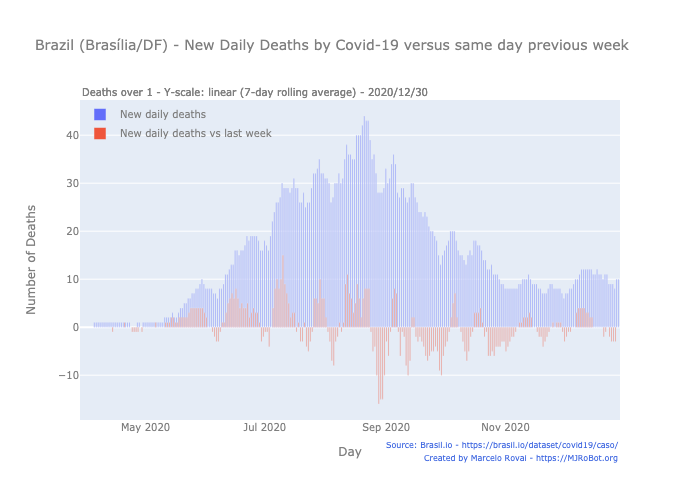 Brazil (Brasília/DF) - New Daily Deaths by Covid-19 versus same day previous week
Deaths over 1 - Y-scale: linear (7-day rolling average) - 2020/12/30
New daily deaths
New daily deaths vs last week
40
30
20
10
0
−10
Number of Deaths
May 2020
Jul 2020
Sep 2020
Nov 2020
Day
Source: Brasil.io - https://brasil.io/dataset/covid19/caso/
Created by Marcelo Rovai - https://MJRoBot.org